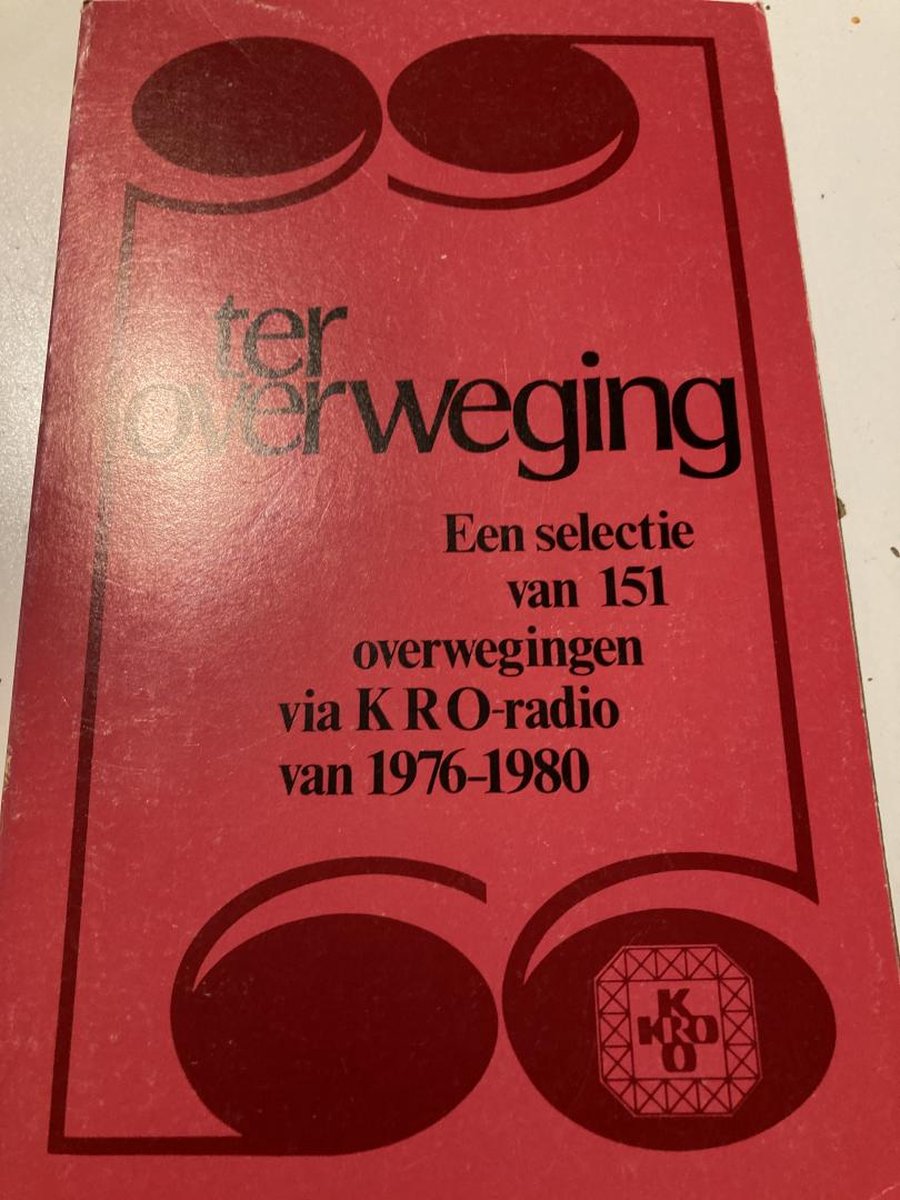 ter
overweging
Een selectie
van 151
overwegingen
via KRO-radio
van 1976-1980
K
KRO
O